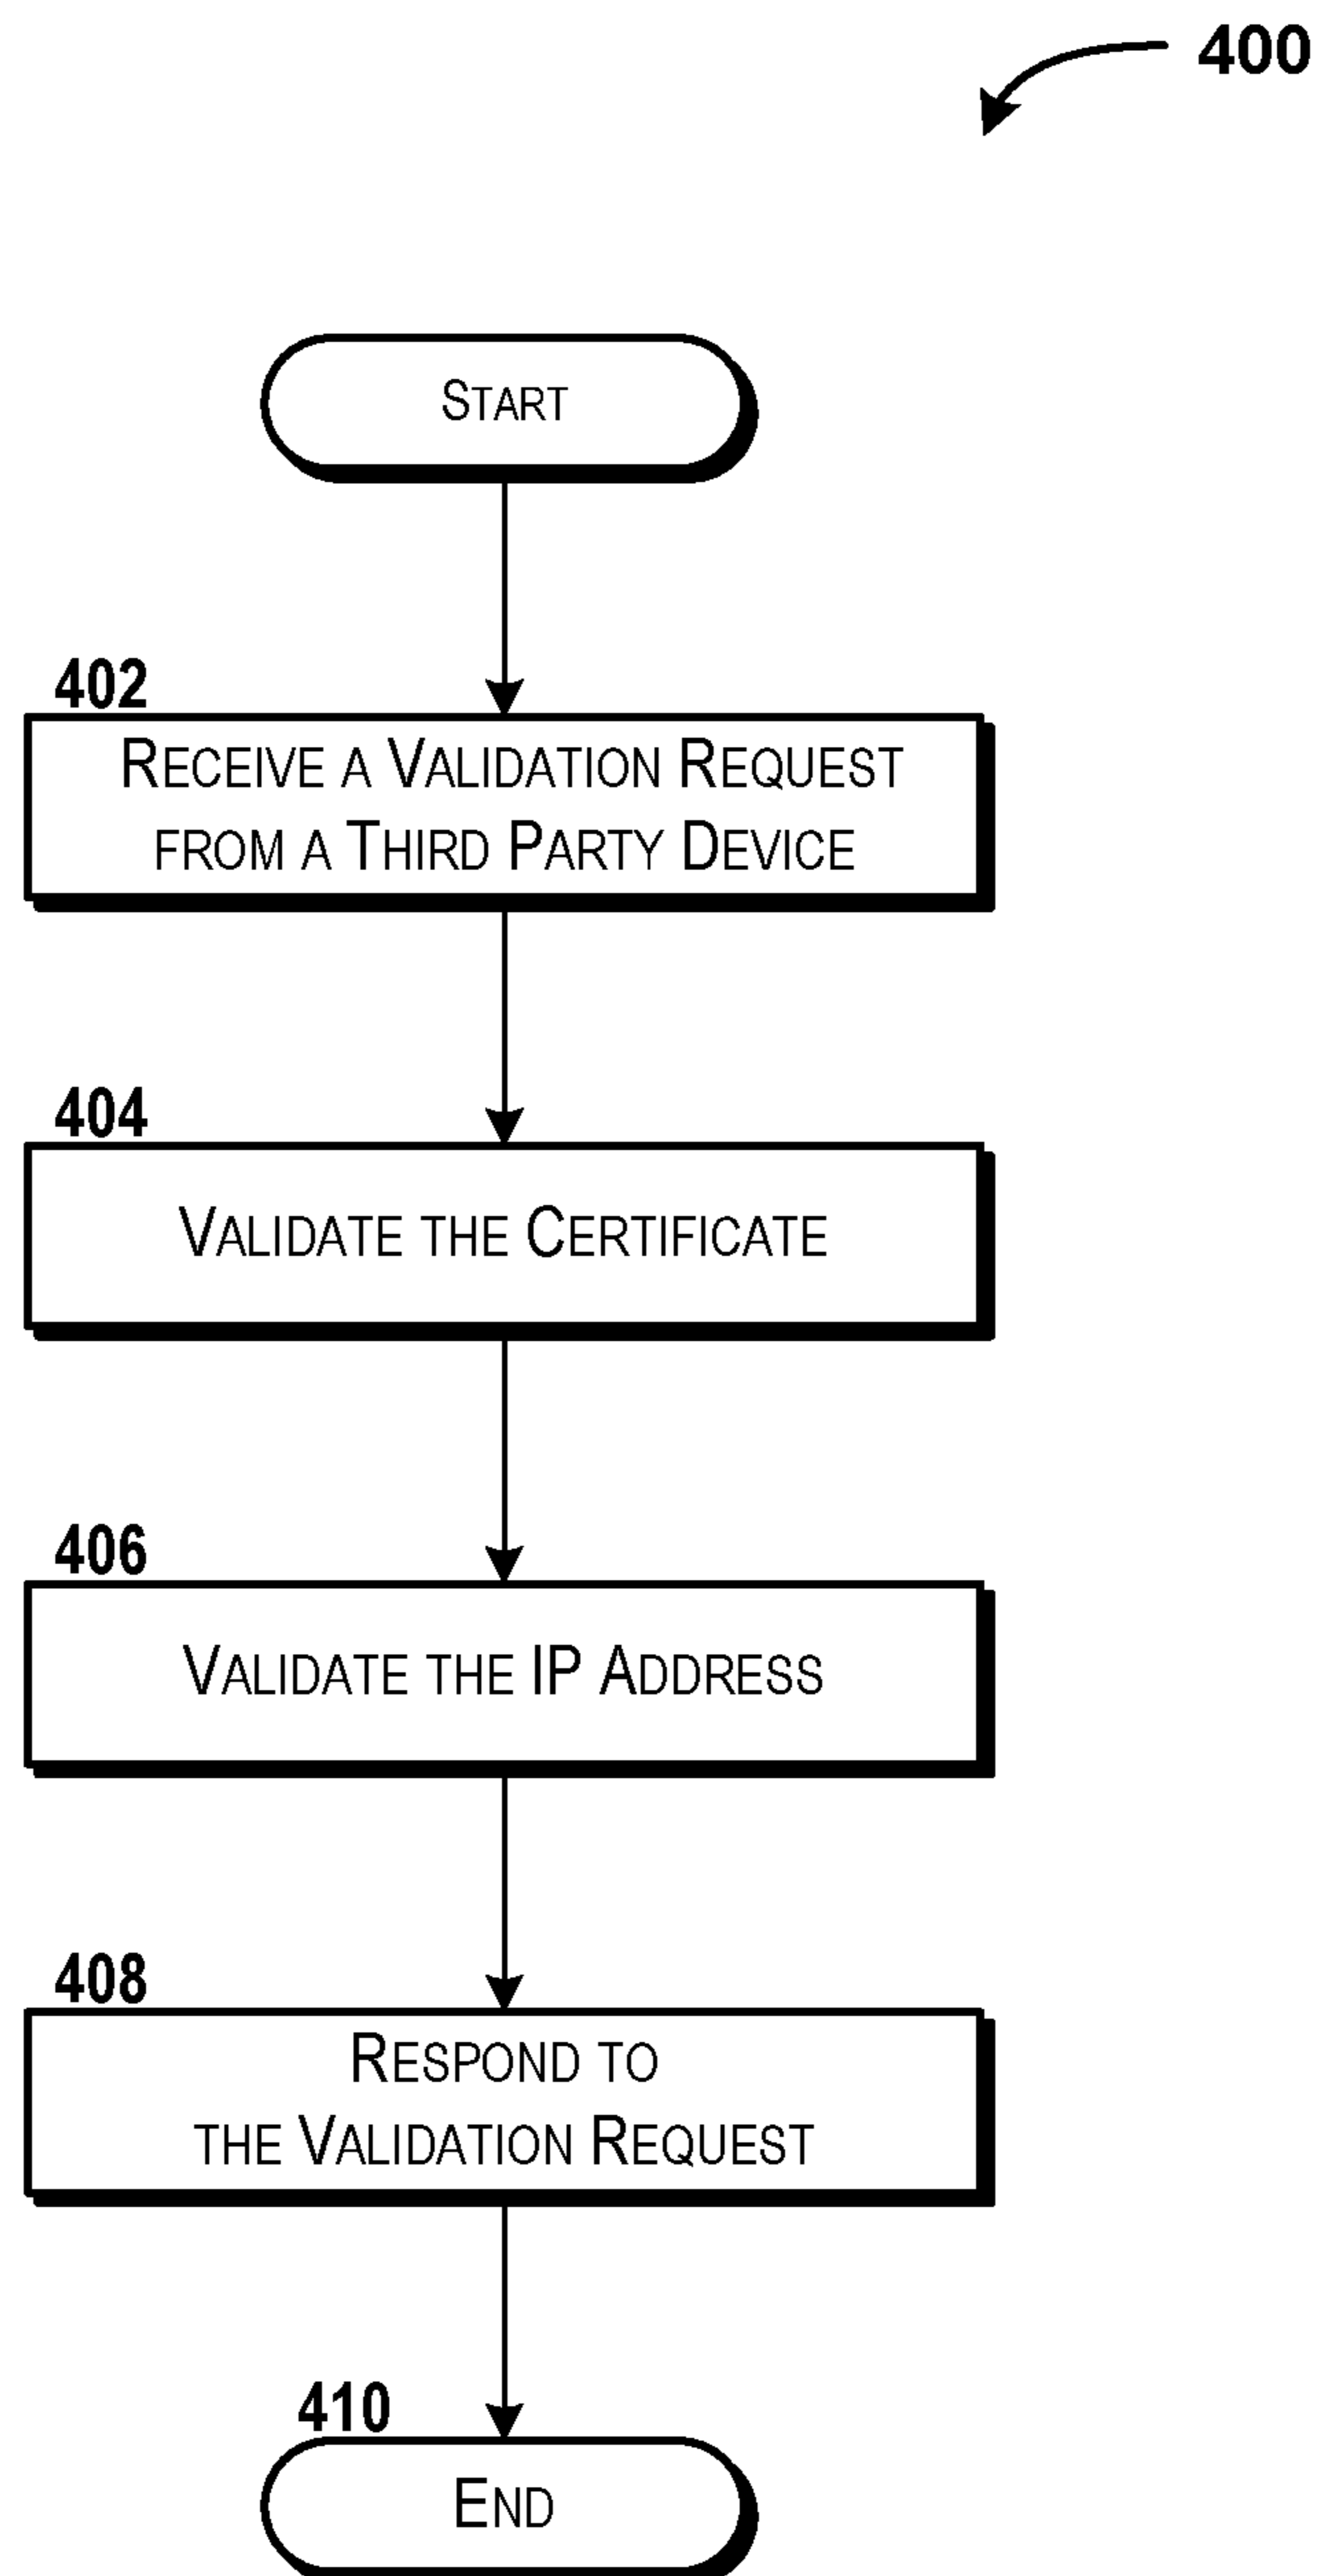 400
START
402
RECEIVE A VALIDATION REQUEST
FROM A THIRD PARTY DEVICE
404
VALIDATE THE CERTIFICATE
406
VALIDATE THE IP ADDRESS
408
RESPOND TO
THE VALIDATION REQUEST
410
END